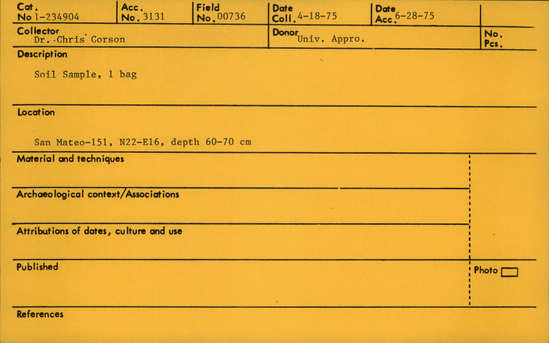 Cat. Acc. Field Date Date
No 1-234904 No. 3131 No. 00736 Coll. 4-18-75 Acc. 6-28-75
Collector Donor No.
Dr. Chris Corson Univ. Appro. Pcs.
Description
Soil Sample, 1 bag
Location
San Mateo-151, N22-E16, depth 60-70 cm
Material and techniques
Archaeological context/Associations
Attributions of dates, culture and use
Published Photo
References